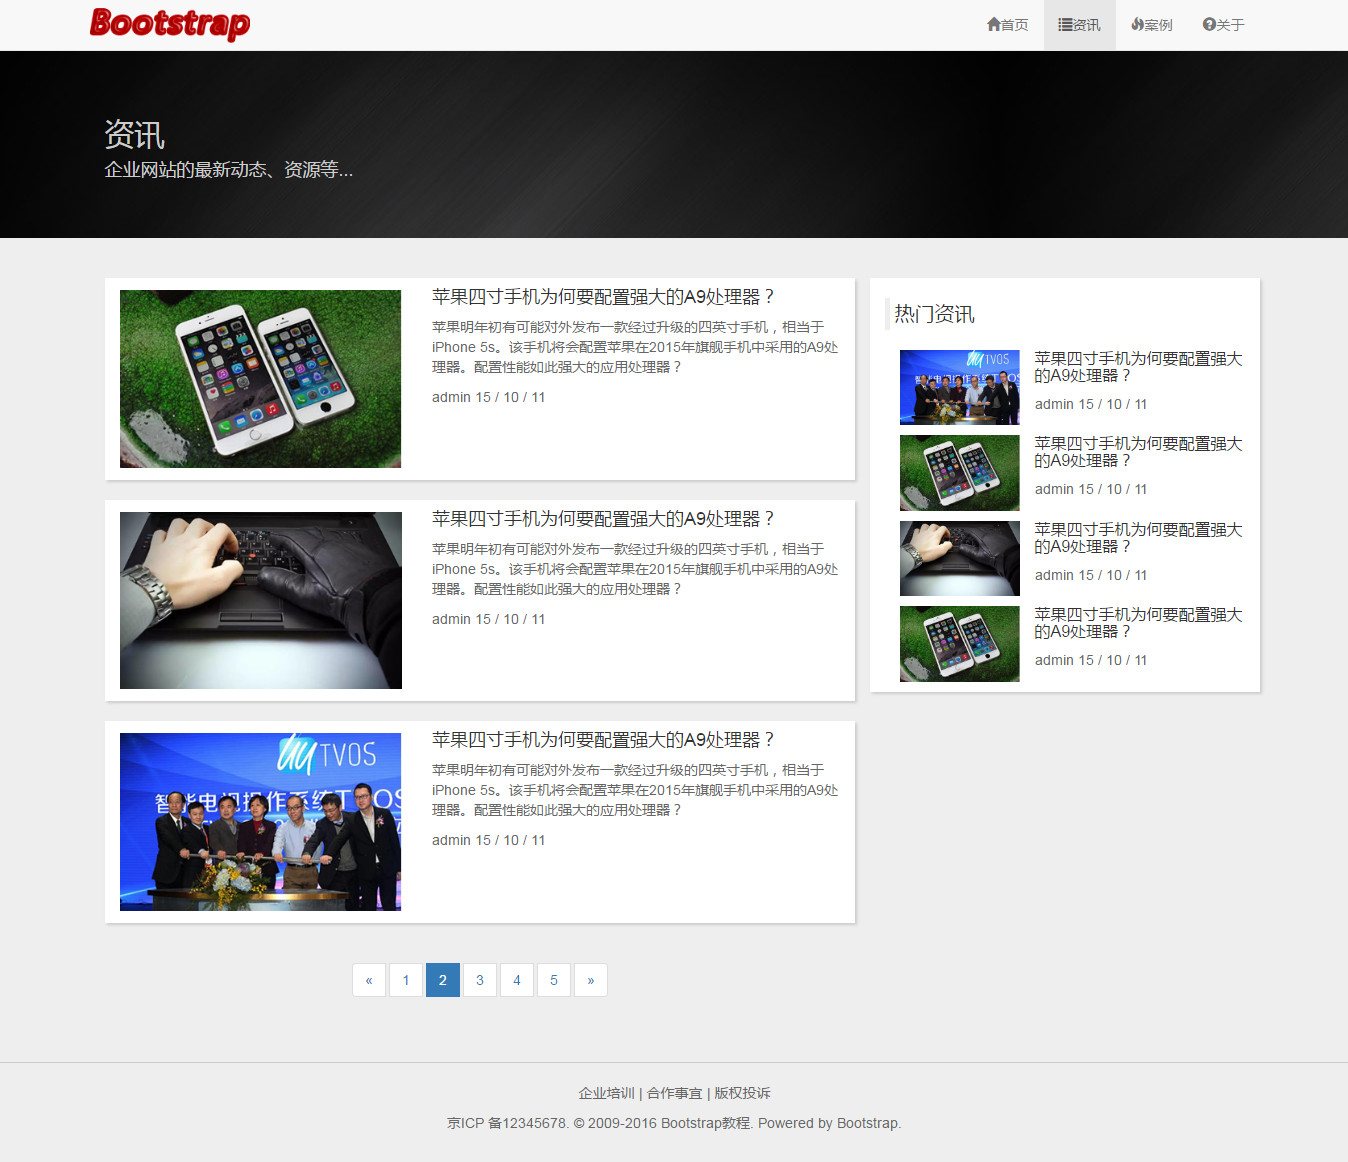 Bootstrap
首页 资讯 案例 关于
资讯
企业网站的最新动态、资源等...
苹果四寸手机为何要配置强大的A9处理器？
苹果明年初有可能对外发布一款经过升级的四英寸手机，相当于
iPhone 5s。该手机将会配置苹果在2015年旗舰手机中采用的A9处
理器。配置性能如此强大的应用处理器？
admin 15 / 10 / 11
苹果四寸手机为何要配置强大的A9处理器？
苹果明年初有可能对外发布一款经过升级的四英寸手机，相当于
iPhone 5s。该手机将会配置苹果在2015年旗舰手机中采用的A9处
理器。配置性能如此强大的应用处理器？
admin 15 / 10 / 11
TVOS
智能电视操作系统TVOS
苹果四寸手机为何要配置强大的A9处理器？
苹果明年初有可能对外发布一款经过升级的四英寸手机，相当于
iPhone 5s。该手机将会配置苹果在2015年旗舰手机中采用的A9处
理器。配置性能如此强大的应用处理器？
admin 15 / 10 / 11
« 1 2 3 4 5 »
热门资讯
TVOS
智能电视操作系统TVOS
苹果四寸手机为何要配置强大
的A9处理器？
admin 15 / 10 / 11
苹果四寸手机为何要配置强大
的A9处理器？
admin 15 / 10 / 11
苹果四寸手机为何要配置强大
的A9处理器？
admin 15 / 10 / 11
苹果四寸手机为何要配置强大
的A9处理器？
admin 15 / 10 / 11
企业培训 | 合作事宜 | 版权投诉
京ICP 备12345678. © 2009-2016 Bootstrap教程. Powered by Bootstrap.